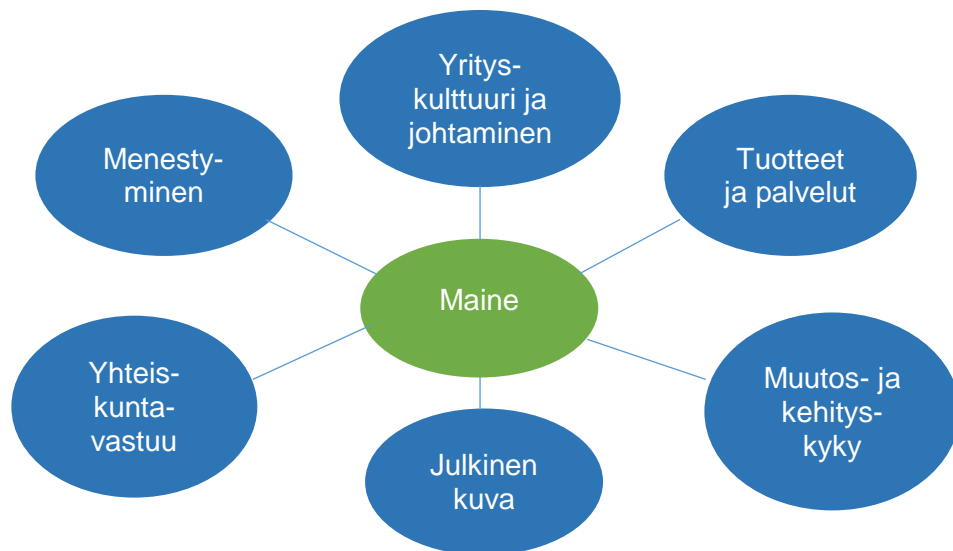 Yritys-
kulttuuri ja
johtaminen
Menesty-
minen
Tuotteet
ja palvelut
Maine
Yhteis-
kunta-
vastuu
Muutos- ja
kehitys-
kyky
Julkinen
kuva